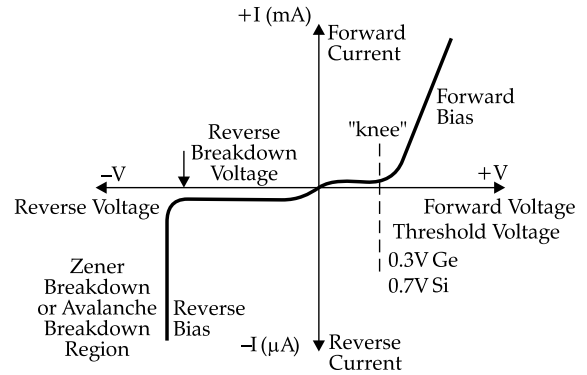 +I (mA)
Forward
Current
Forward
Bias
"knee"
Reverse
Breakdown
Voltage
–V
+V
Reverse Voltage
Forward Voltage
Threshold Voltage
0.3V Ge
0.7V Si
Zener
Breakdown
or Avalanche
Breakdown
Region
Reverse
Bias
–I (μA)
Reverse
Current